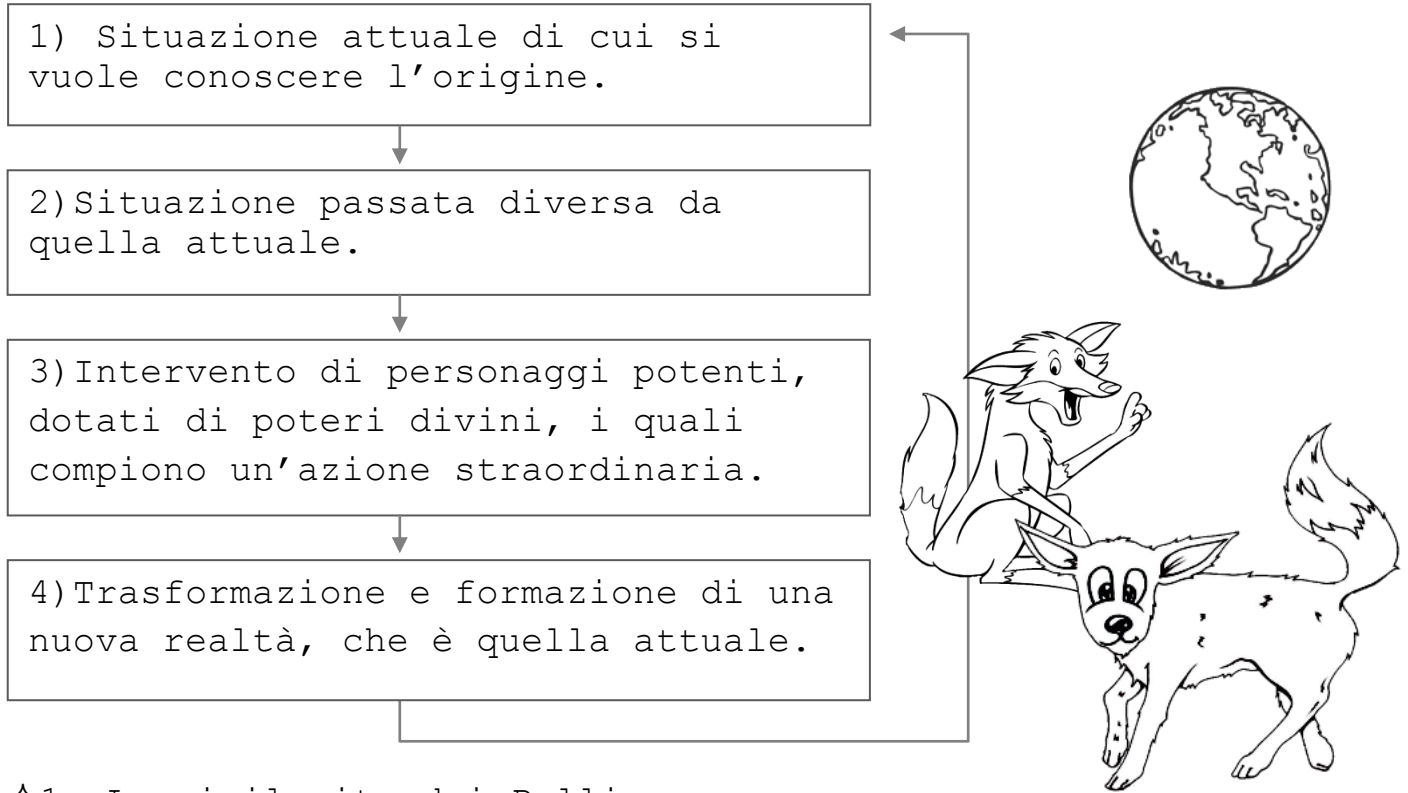 1) Situazione attuale di cui si
vuole conoscere l’origine.
2)Situazione passata diversa da
quella attuale.
3)Intervento di personaggi potenti,
dotati di poteri divini, i quali
compiono un’azione straordinaria.
4)Trasformazione e formazione di una
nuova realtà, che è quella attuale.